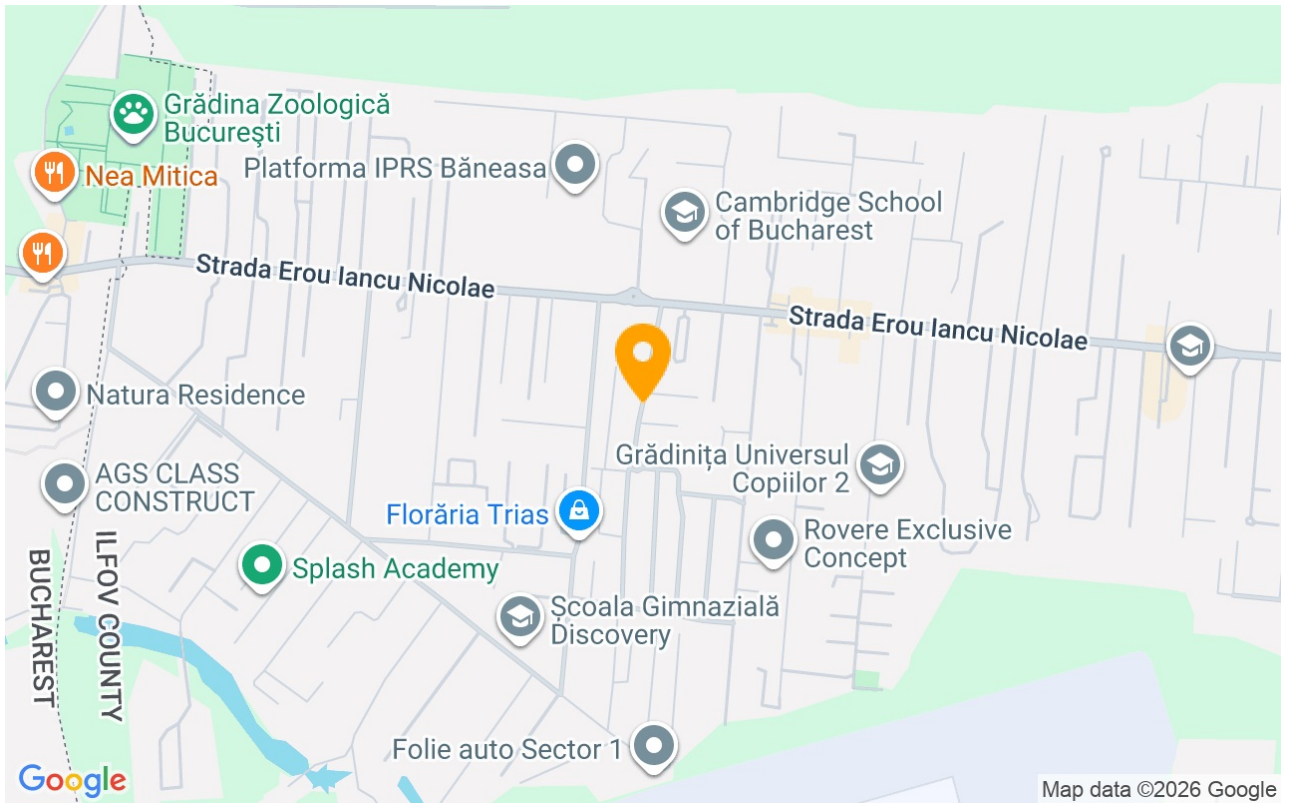 Grădina Zoologică
Bucureşti
Nea Mitica
Platforma IPRS Băneasa
Cambridge School
of Bucharest
Strada Erou Iancu Nicolae
Strada Erou Iancu Nicolae
Natura Residence
AGS CLASS
CONSTRUCT
Grădinița Universul
Copiilor 2
Florăria Trias
Rovere Exclusive
Concept
Splash Academy
Școala Gimnazială
Discovery
ILFOV COUNTY
BUCHAREST
Folie auto Sector 1
Google
Map data ©2026 Google